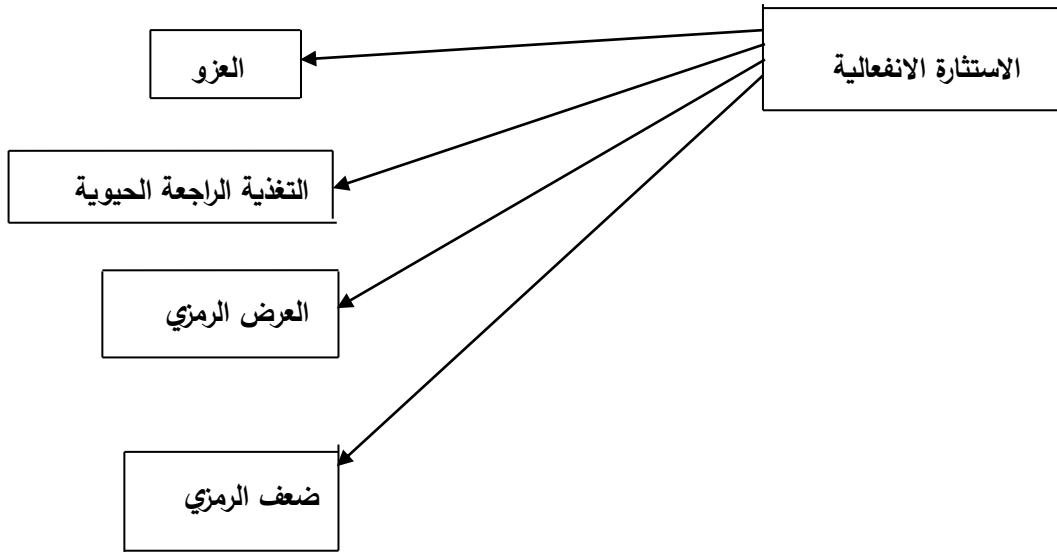 الاستثارة الانفعالية
العزو
التغذية الراجعة الحيوية
العرض الرمزي
ضعف الرمزي